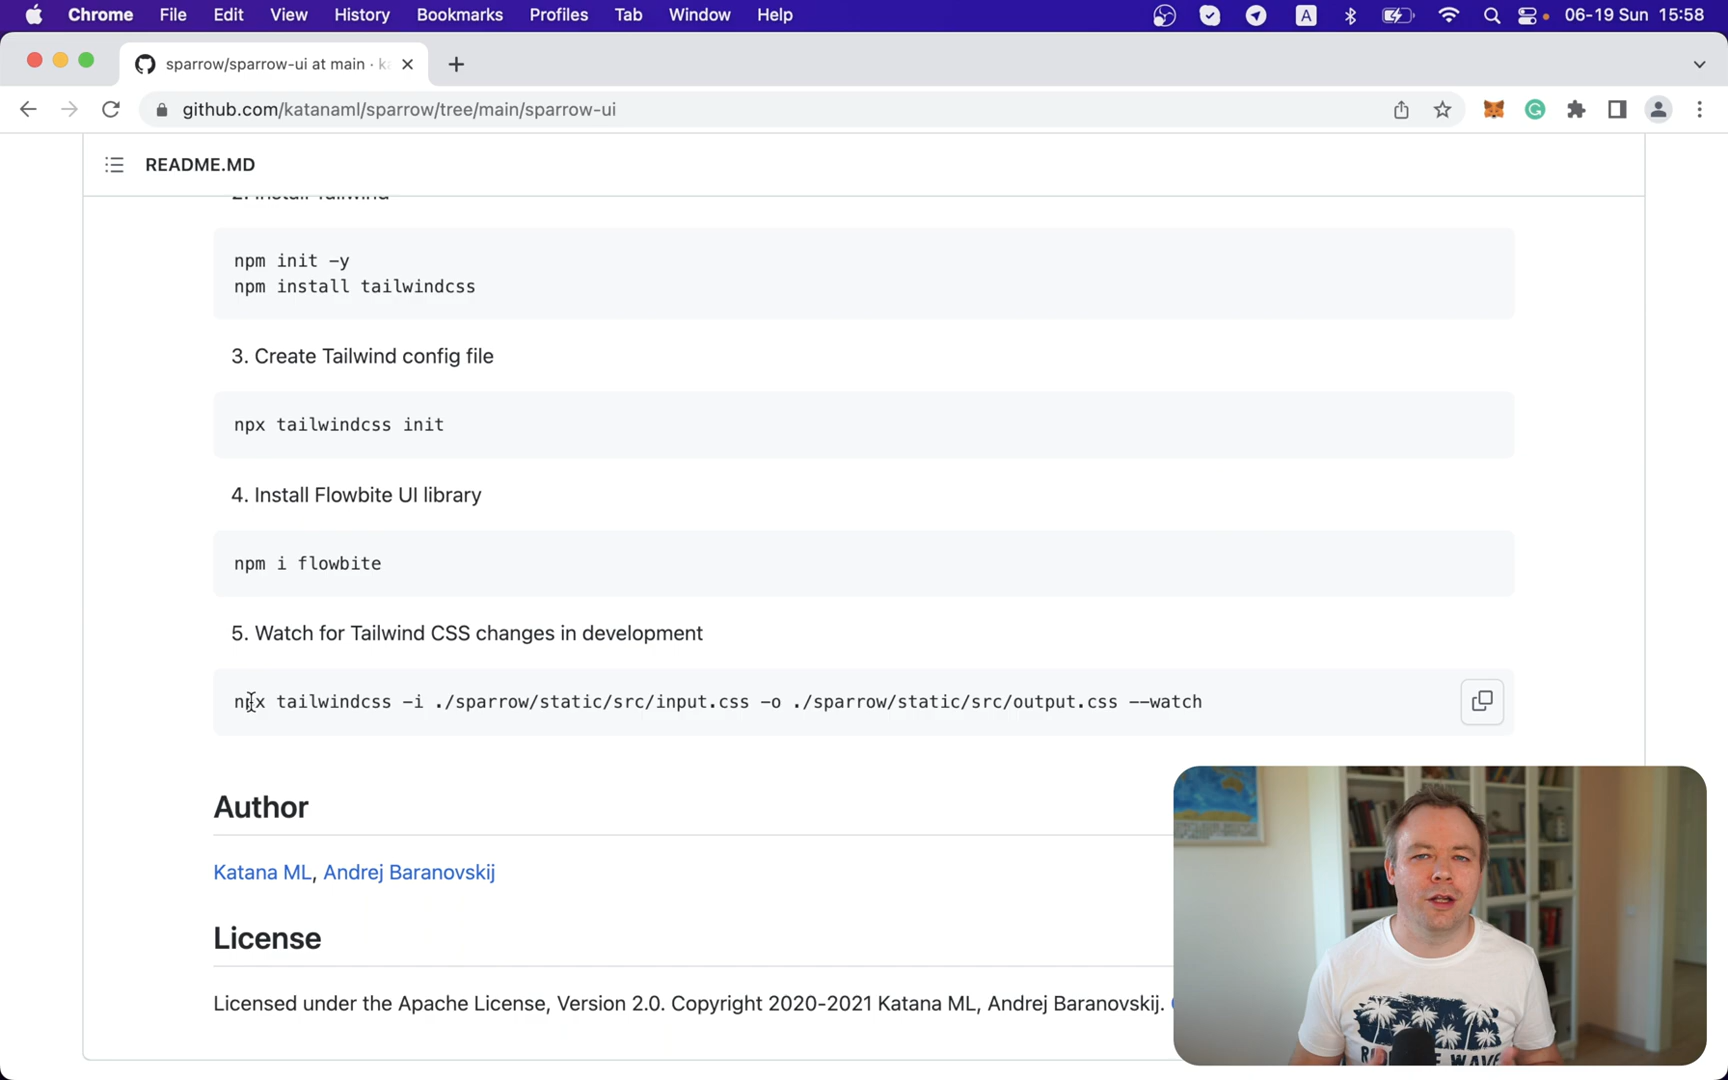 Chrome File Edit View History Bookmarks Profiles Tab Window Help A 06-19 Sun 15:58
sparrow/sparrow-ui at main · ka
github.com/katanaml/sparrow/tree/main/sparrow-ui
README.MD
2. Install Tailwind
npm init -y
npm install tailwindcss
3. Create Tailwind config file
npx tailwindcss init
4. Install Flowbite UI library
npm i flowbite
5. Watch for Tailwind CSS changes in development
npx tailwindcss -i ./sparrow/static/src/input.css -o ./sparrow/static/src/output.css --watch
Author
Katana ML, Andrej Baranovskij
License
Licensed under the Apache License, Version 2.0. Copyright 2020-2021 Katana ML, Andrej Baranovskij.